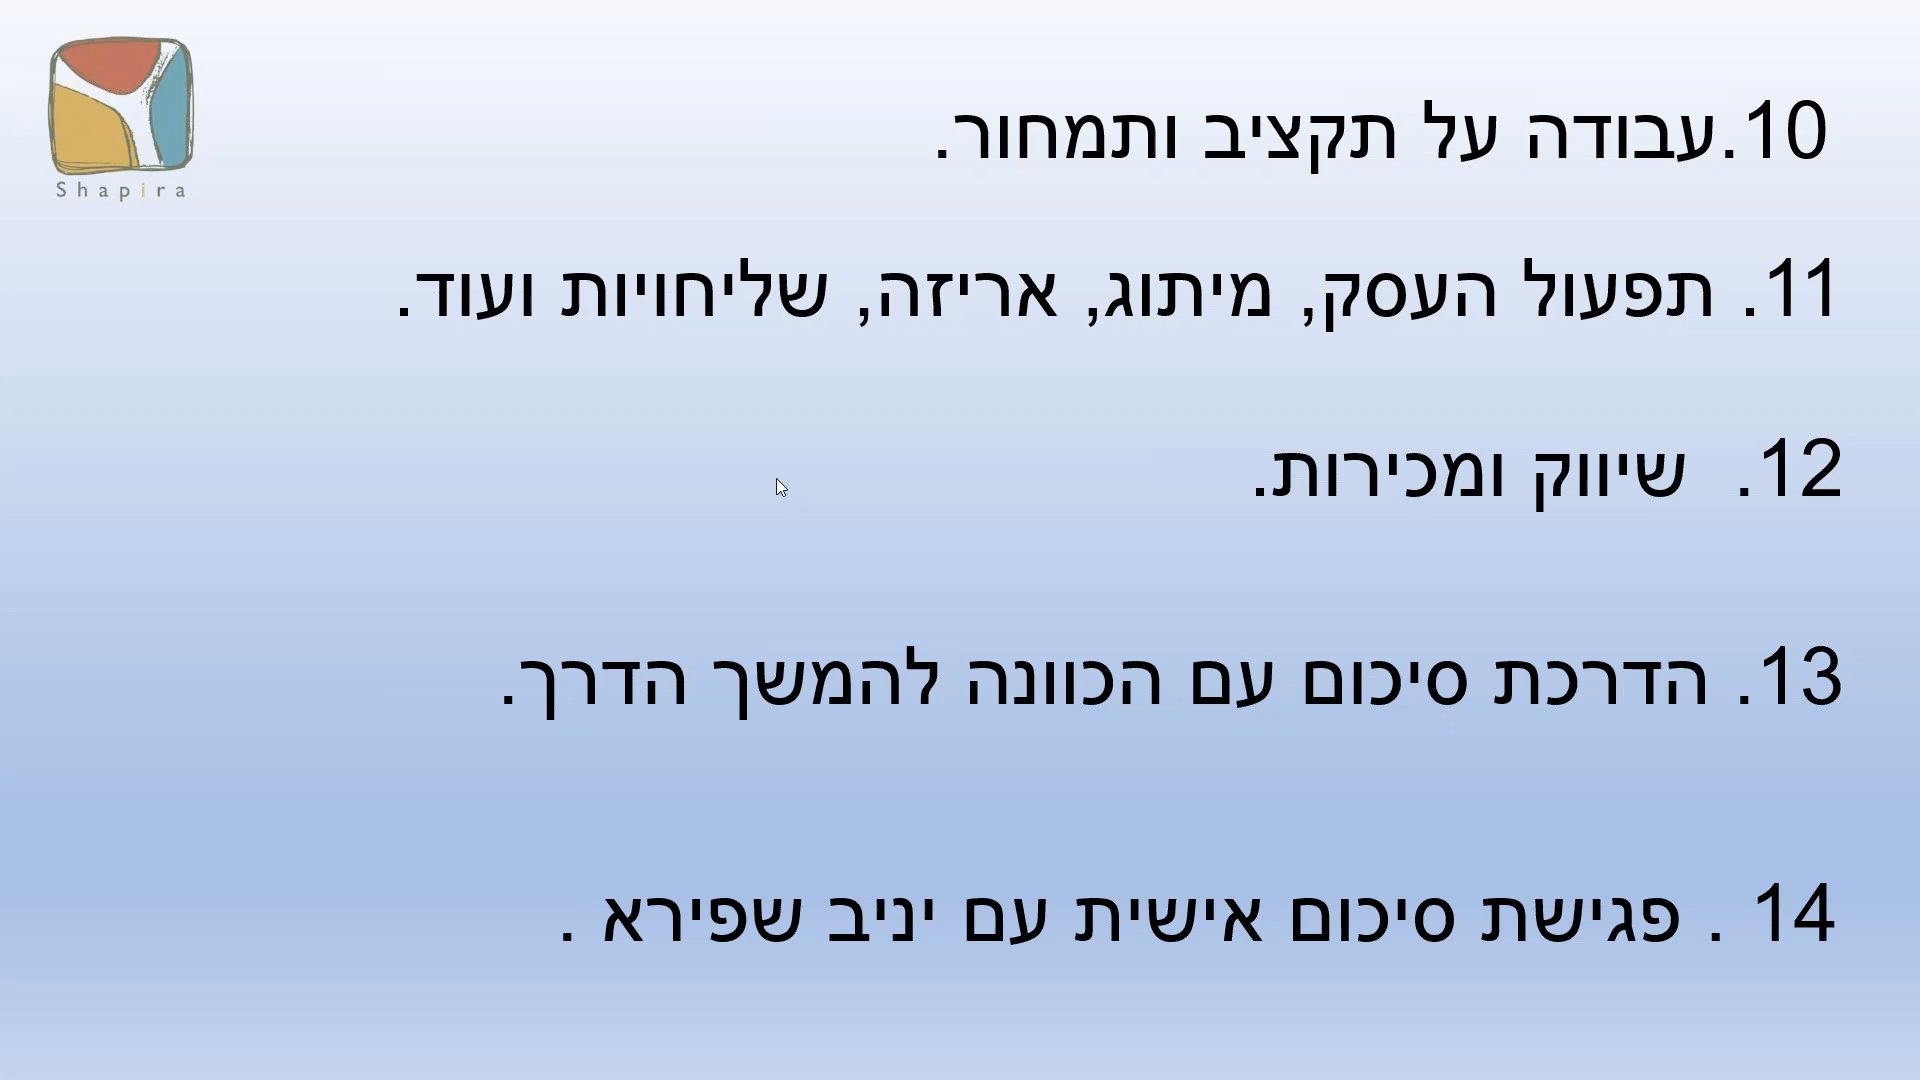 Shapira
10.עבודה על תקציב ותמחור.
11. תפעול העסק, מיתוג, אריזה, שליחויות ועוד.
12.  שיווק ומכירות.
13. הדרכת סיכום עם הכוונה להמשך הדרך.
14 . פגישת סיכום אישית עם יניב שפירא .